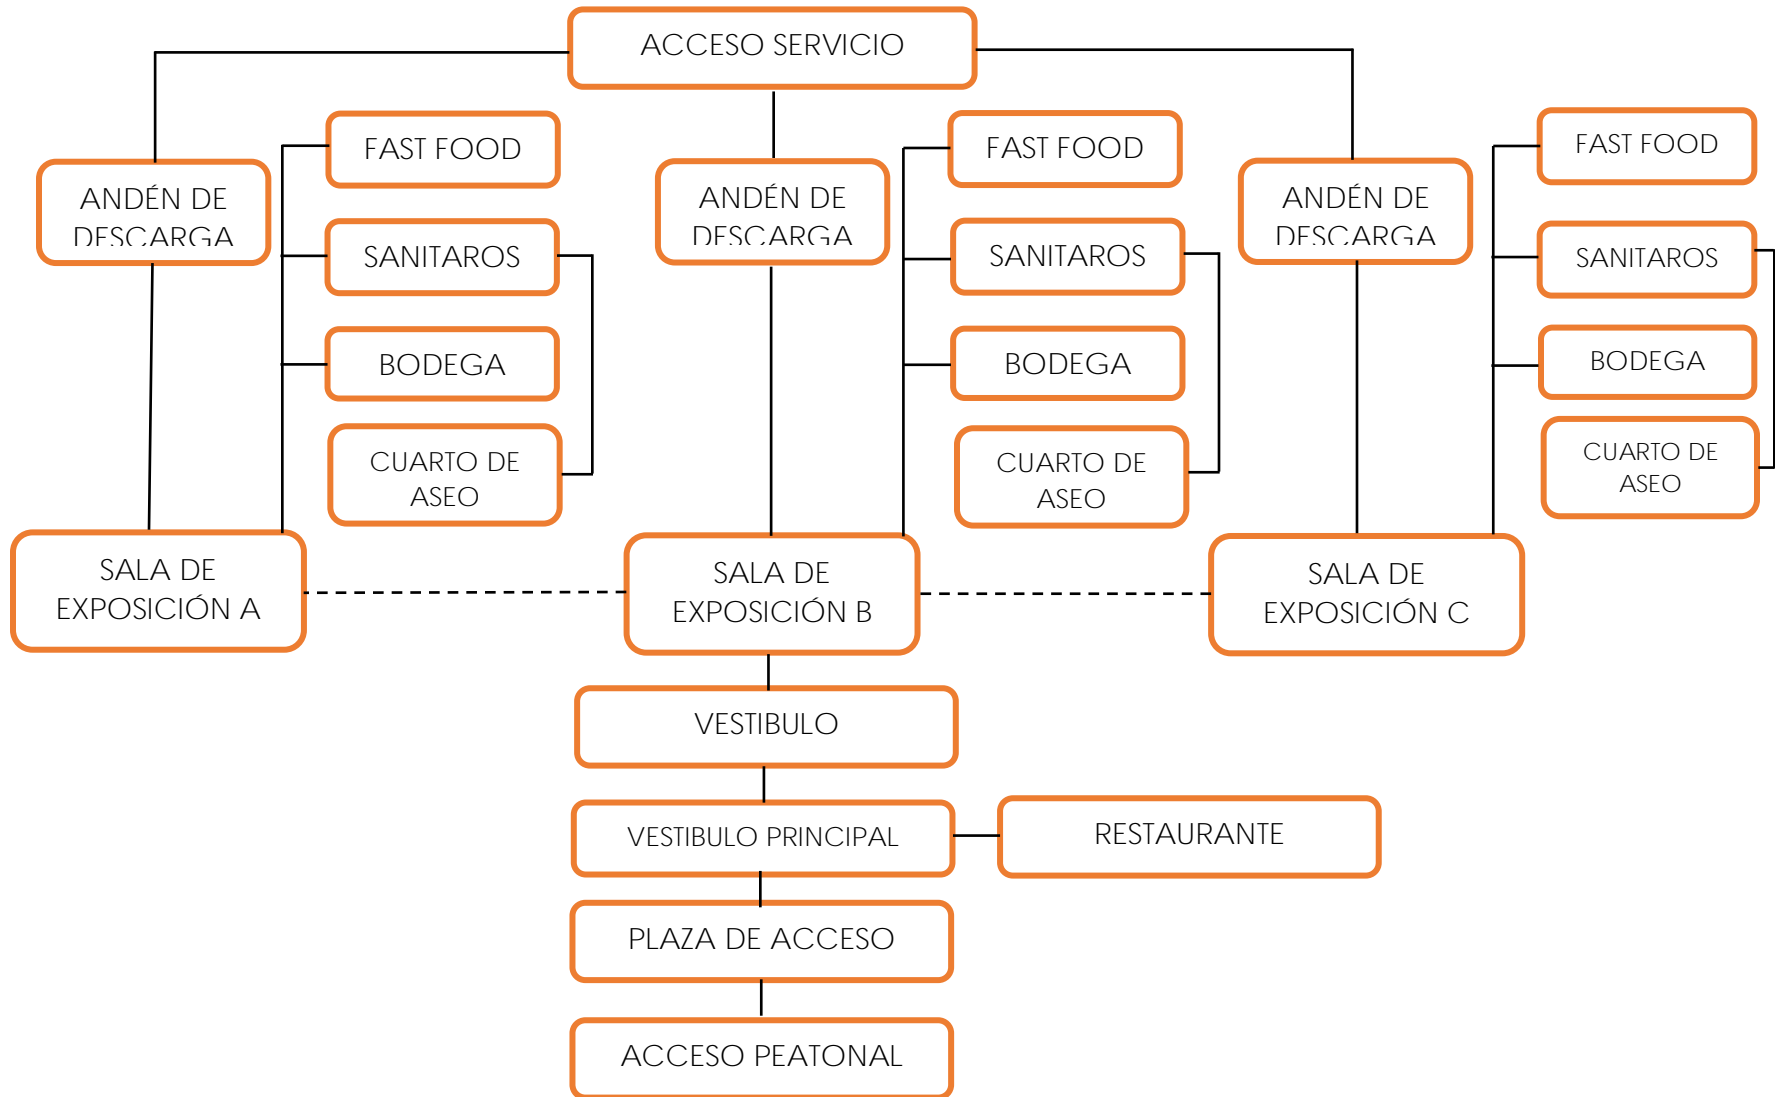 ACCESO SERVICIO
FAST FOOD
FAST FOOD
FAST FOOD
ANDÉN DE
DESCARGA
ANDÉN DE
DESCARGA
ANDÉN DE
DESCARGA
SANITAROS
SANITAROS
SANITAROS
BODEGA
BODEGA
BODEGA
CUARTO DE
ASEO
CUARTO DE
ASEO
CUARTO DE
ASEO
SALA DE
EXPOSICIÓN A
SALA DE
EXPOSICIÓN B
SALA DE
EXPOSICIÓN C
VESTIBULO
VESTIBULO PRINCIPAL
RESTAURANTE
PLAZA DE ACCESO
ACCESO PEATONAL